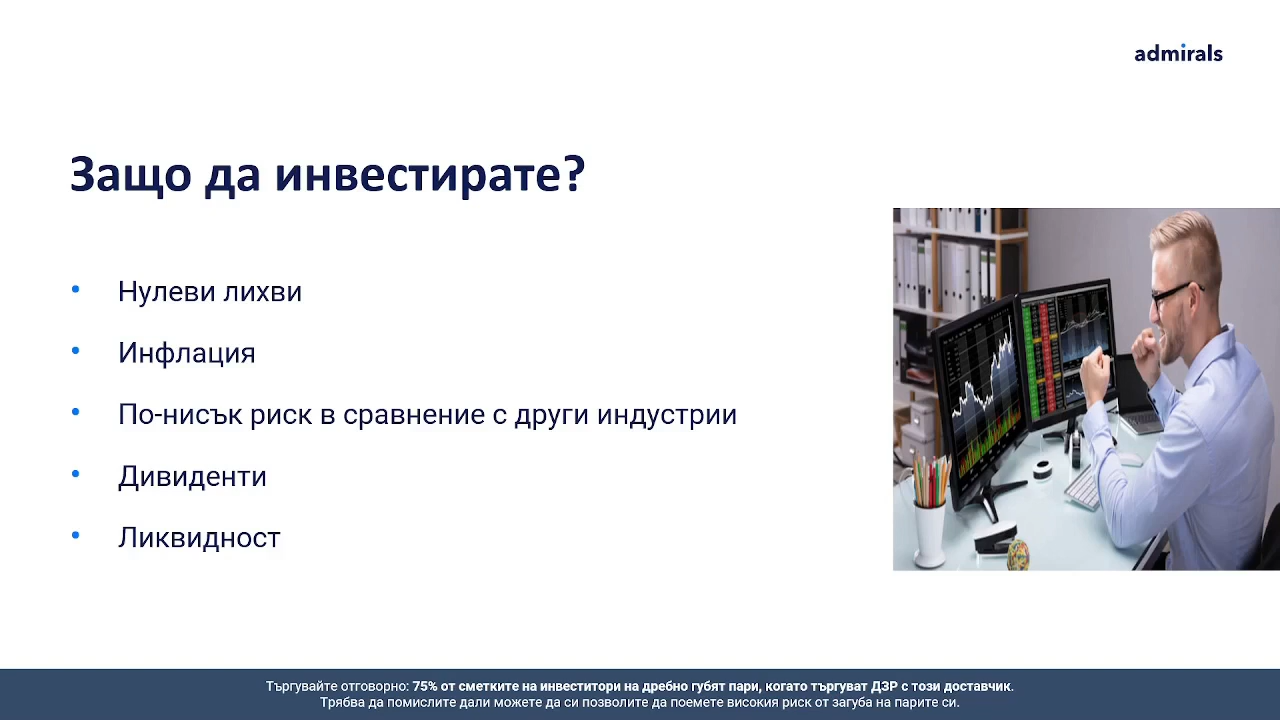 admirals
Защо да инвестирате?
• Нулеви лихви
• Инфлация
• По-нисък риск в сравнение с други индустрии
• Дивиденти
• Ликвидност
Търгувайте отговорно: 75% от сметките на инвеститори на дребно губят пари, когато търгуват ДЗР с този доставчик.
Трябва да помислите дали можете да си позволите да поемете високия риск от загуба на парите си.